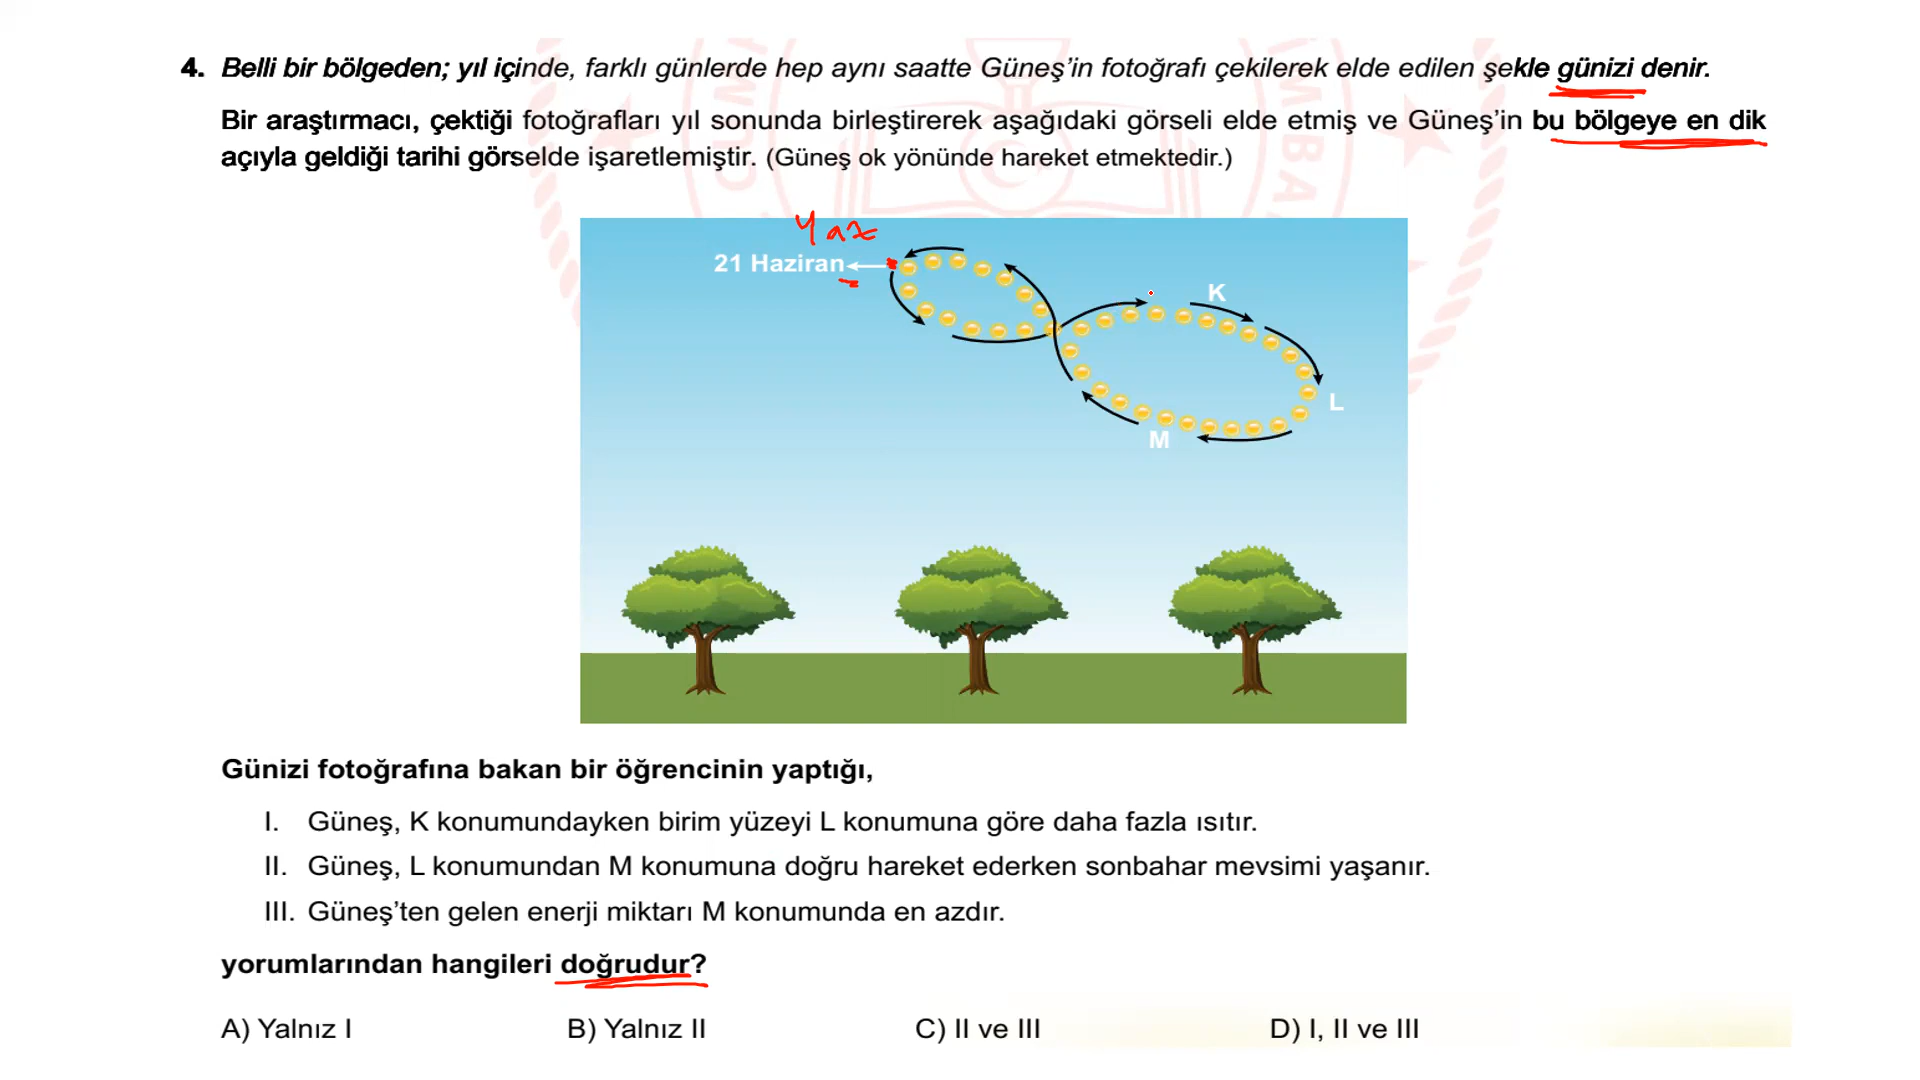 4. Belli bir bölgeden; yıl içinde, farklı günlerde hep aynı saatte Güneş'in fotoğrafı çekilerek elde edilen şekle günizi denir.
Bir araştırmacı, çektiği fotoğrafları yıl sonunda birleştirerek aşağıdaki görseli elde etmiş ve Güneş'in bu bölgeye en dik
açıyla geldiği tarihi görselde işaretlemiştir. (Güneş ok yönünde hareket etmektedir.)
Yaz
21 Haziran
K
L
M
Günizi fotoğrafına bakan bir öğrencinin yaptığı,
I. Güneş, K konumundayken birim yüzeyi L konumuna göre daha fazla ısıtır.
II. Güneş, L konumundan M konumuna doğru hareket ederken sonbahar mevsimi yaşanır.
III. Güneş'ten gelen enerji miktarı M konumunda en azdır.
yorumlarından hangileri doğrudur?
A) Yalnız I B) Yalnız II C) II ve III D) I, II ve III